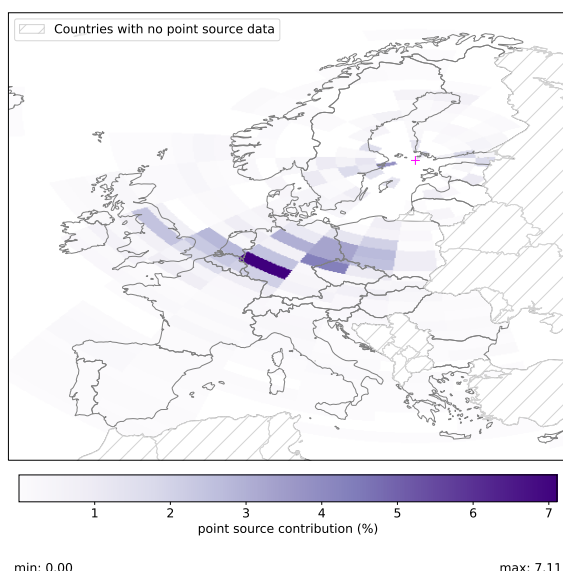 Countries with no point source data
1 2 3 4 5 6 7
point source contribution (%)
min: 0.00 max: 7.11